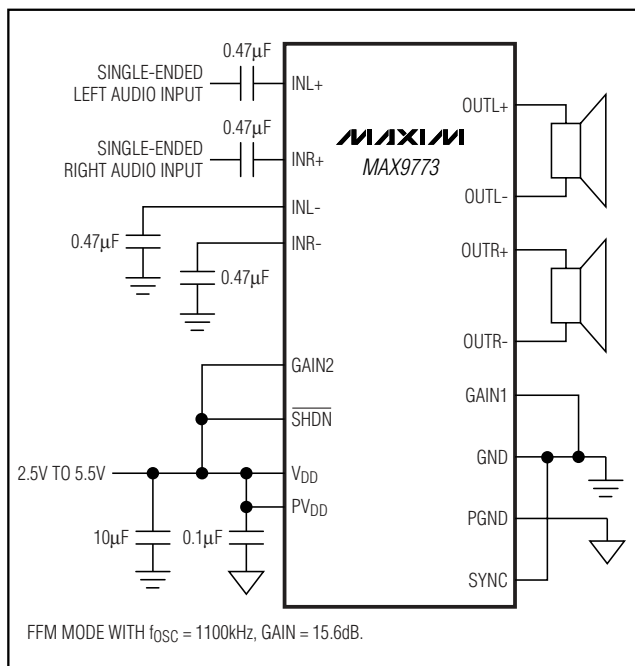 0.47µF
SINGLE-ENDED
LEFT AUDIO INPUT
INL+
0.47µF
SINGLE-ENDED
RIGHT AUDIO INPUT
INR+
INL-
0.47µF
INR-
0.47µF
GAIN2
SHDN
2.5V TO 5.5V
VDD
PVDD
10µF
0.1µF
MAXIM
MAX9773
OUTL+
OUTL-
OUTR+
OUTR-
GAIN1
GND
PGND
SYNC
FFM MODE WITH fOSC = 1100kHz, GAIN = 15.6dB.